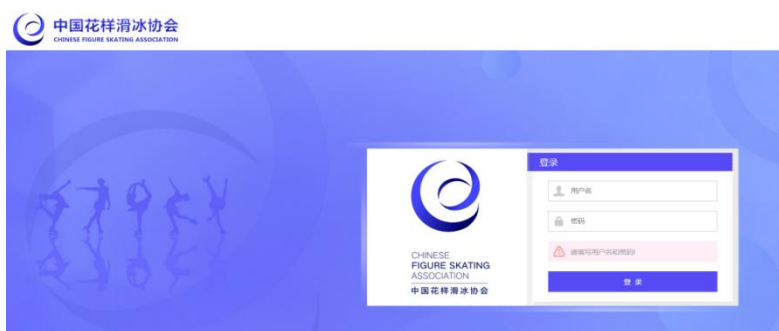 中国花样滑冰协会
CHINESE FIGURE SKATING ASSOCIATION
CHINESE
FIGURE SKATING
ASSOCIATION
中国花样滑冰协会
登录
用户名
密码
请填写用户名和密码!
登 录